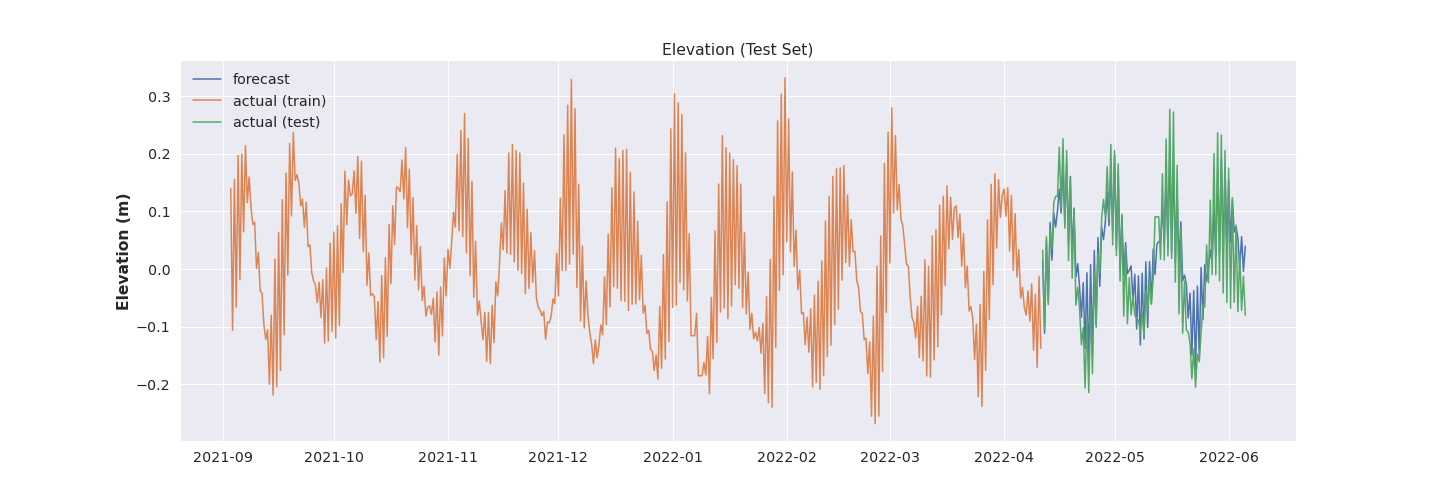 Elevation (Test Set)
forecast
actual (train)
actual (test)
Elevation (m)
0.3
0.2
0.1
0.0
−0.1
−0.2
2021-09 2021-10 2021-11 2021-12 2022-01 2022-02 2022-03 2022-04 2022-05 2022-06